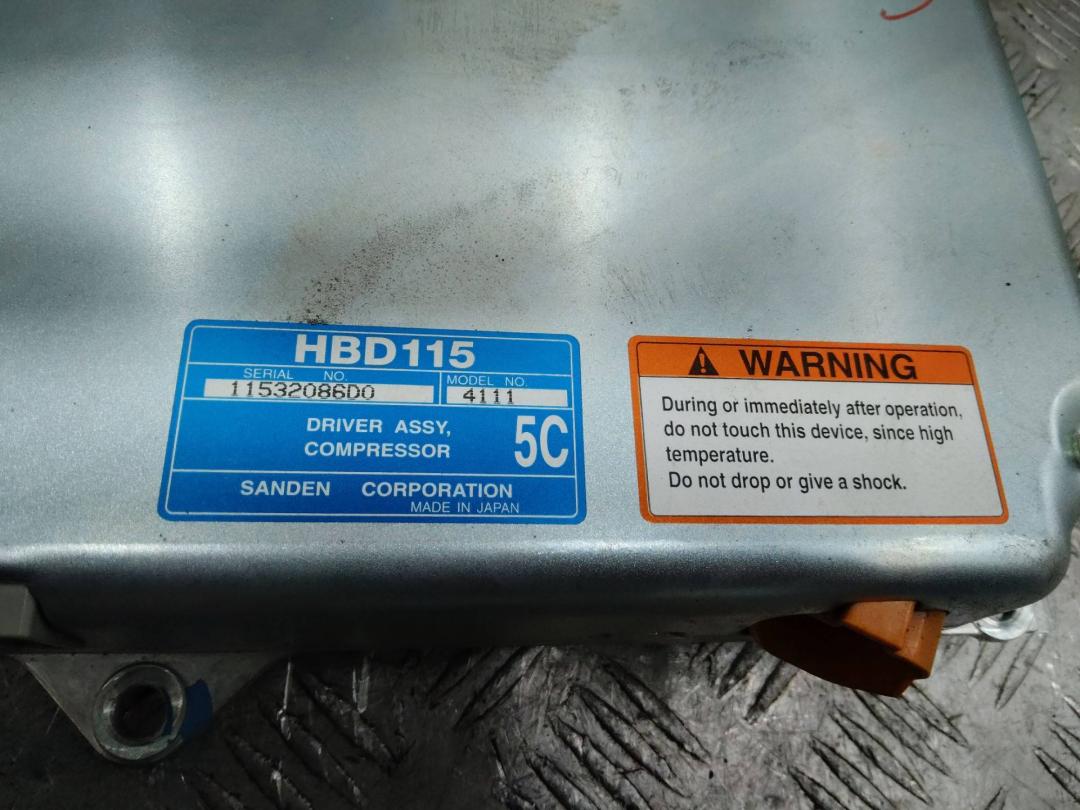 HBD115
SERIAL NO.
11532086D0
MODEL NO.
4111
DRIVER ASSY,
COMPRESSOR
5C
SANDEN CORPORATION
MADE IN JAPAN
WARNING
During or immediately after operation,
do not touch this device, since high
temperature.
Do not drop or give a shock.